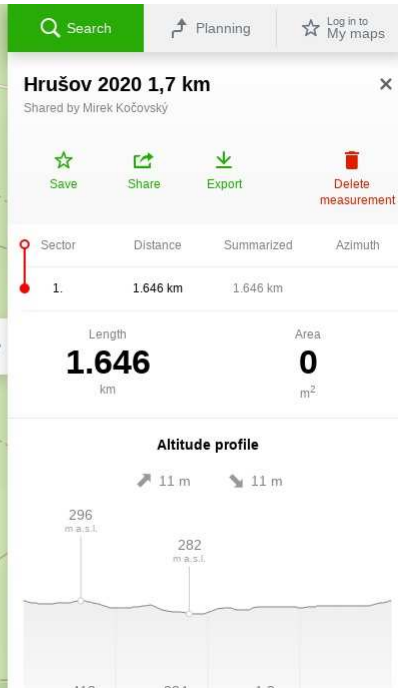 Search
Planning
Log in to
My maps
Hrušov 2020 1,7 km
Shared by Mirek Kočovský
Save
Share
Export
Delete
measurement
Sector Distance Summarized Azimuth
1. 1.646 km 1.646 km
Length
1.646
km
Area
0
m²
Altitude profile
11 m 11 m
296
m a.s.l.
282
m a.s.l.